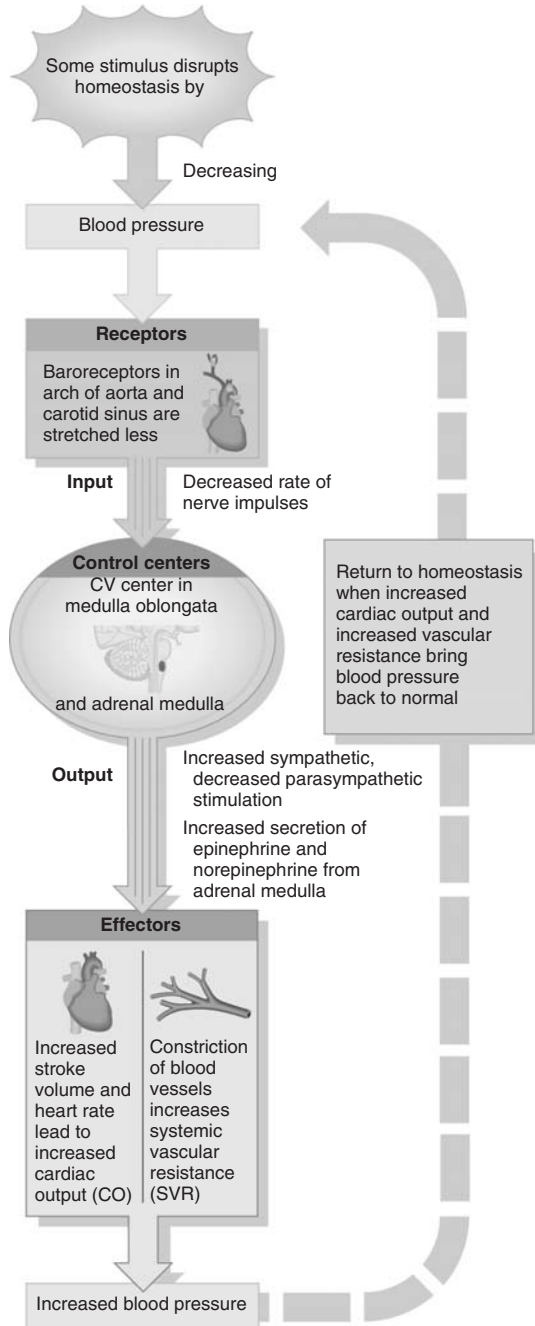 Some stimulus disrupts
homeostasis by
Decreasing
Blood pressure
Receptors
Baroreceptors in
arch of aorta and
carotid sinus are
stretched less
Input
Decreased rate of
nerve impulses
Control centers
CV center in
medulla oblongata
and adrenal medulla
Output
Increased sympathetic,
decreased parasympathetic
stimulation
Increased secretion of
epinephrine and
norepinephrine from
adrenal medulla
Effectors
Increased
stroke
volume and
heart rate
lead to
increased
cardiac
output (CO)
Constriction
of blood
vessels
increases
systemic
vascular
resistance
(SVR)
Increased blood pressure
Return to homeostasis
when increased
cardiac output and
increased vascular
resistance bring
blood pressure
back to normal